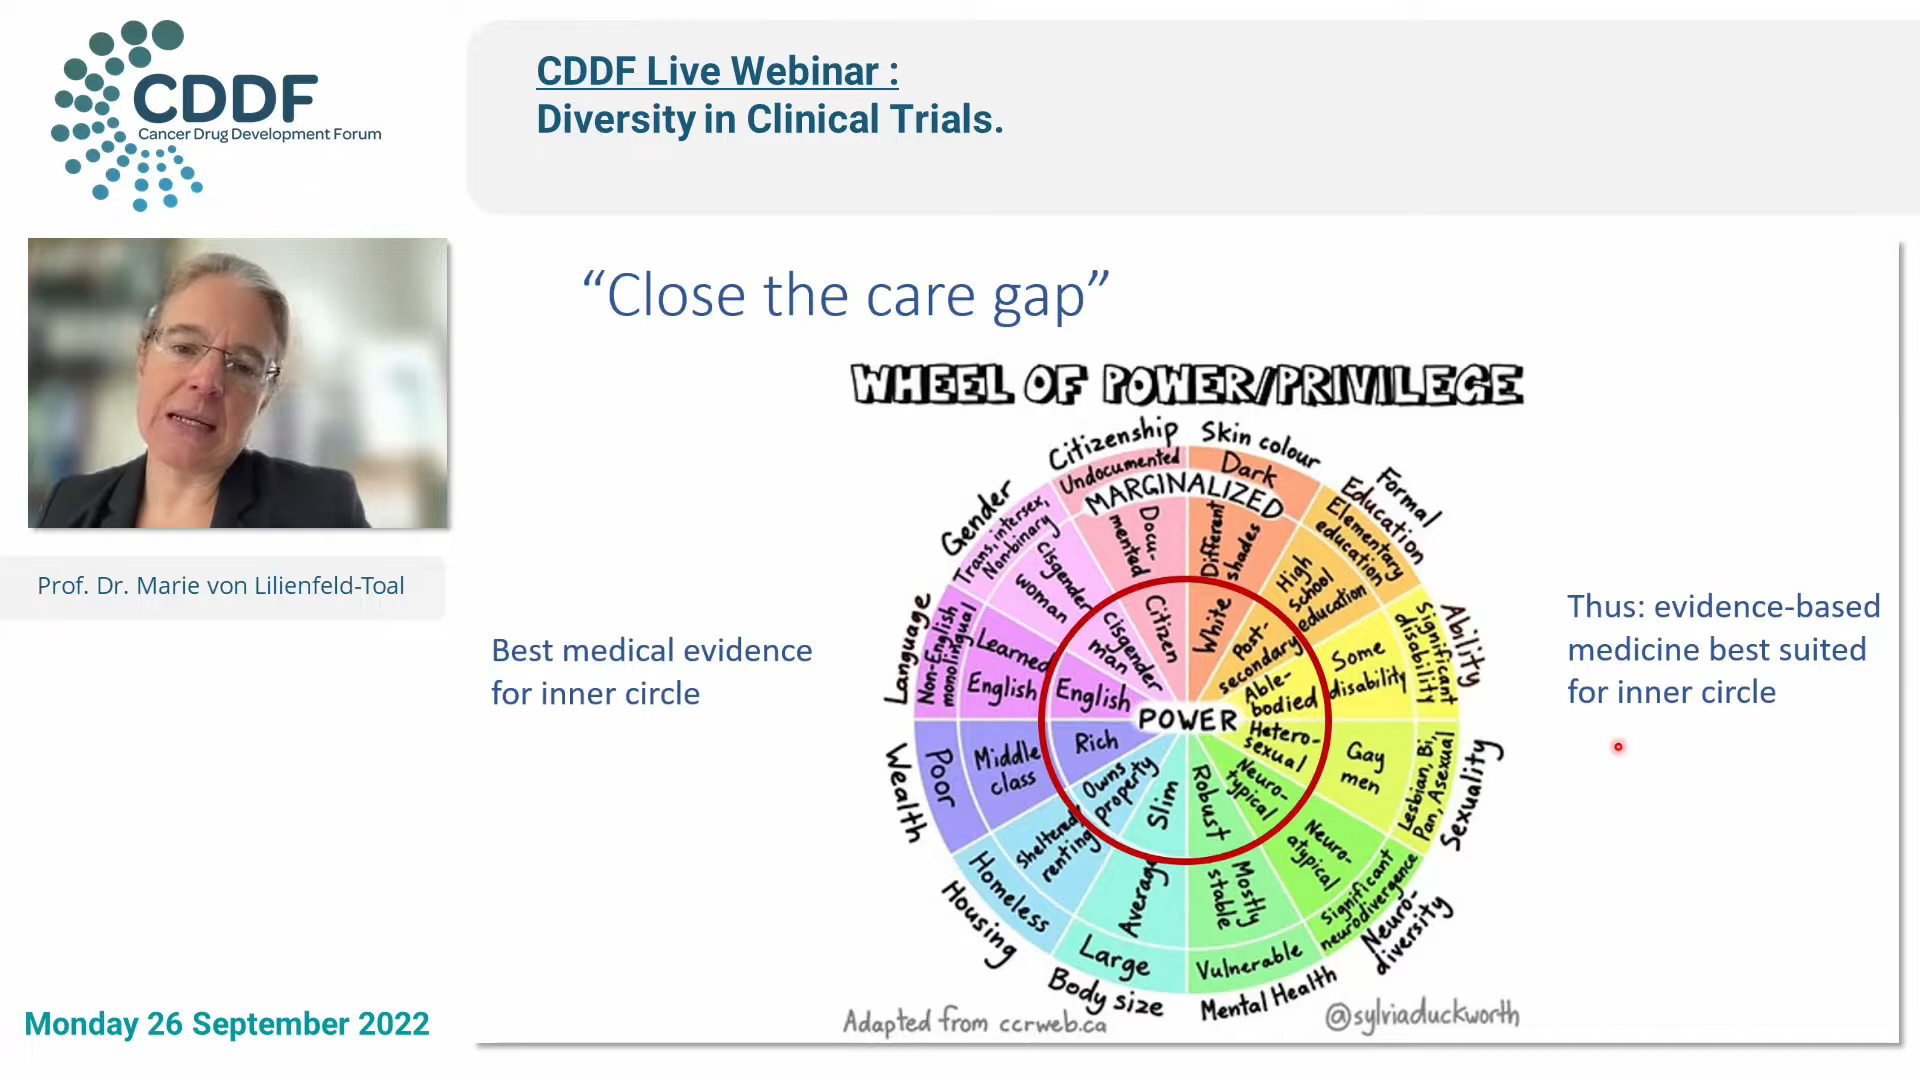 CDDF
Cancer Drug Development Forum
CDDF Live Webinar :
Diversity in Clinical Trials.
Prof. Dr. Marie von Lilienfeld-Toal
Monday 26 September 2022
“Close the care gap”
Best medical evidence
for inner circle
Thus: evidence-based
medicine best suited
for inner circle
WHEEL OF POWER/PRIVILEGE
MARGINALIZED
POWER
Citizenship
Undocumented
Docu-
mented
Citizen
Skin colour
Dark
Different
shades
White
Formal
Education
Elementary
education
High
school
education
Post-
secondary
Ability
Significant
disability
Some
disability
Able-
bodied
Sexuality
Lesbian, Bi,
Pan, Asexual
Gay
men
Hetero-
sexual
Neuro-
diversity
Significant
neurodivergence
Neuro-
atypical
Neuro-
typical
Mental Health
Vulnerable
Mostly
stable
Robust
Body size
Large
Average
Slim
Housing
Homeless
Sheltered/
renting
Owns
property
Wealth
Poor
Middle
class
Rich
Language
Non-English
monolingual
Learned
English
English
Gender
Trans, intersex,
Nonbinary
cisgender
woman
cisgender
man
Adapted from ccrweb.ca
@sylviaduckworth